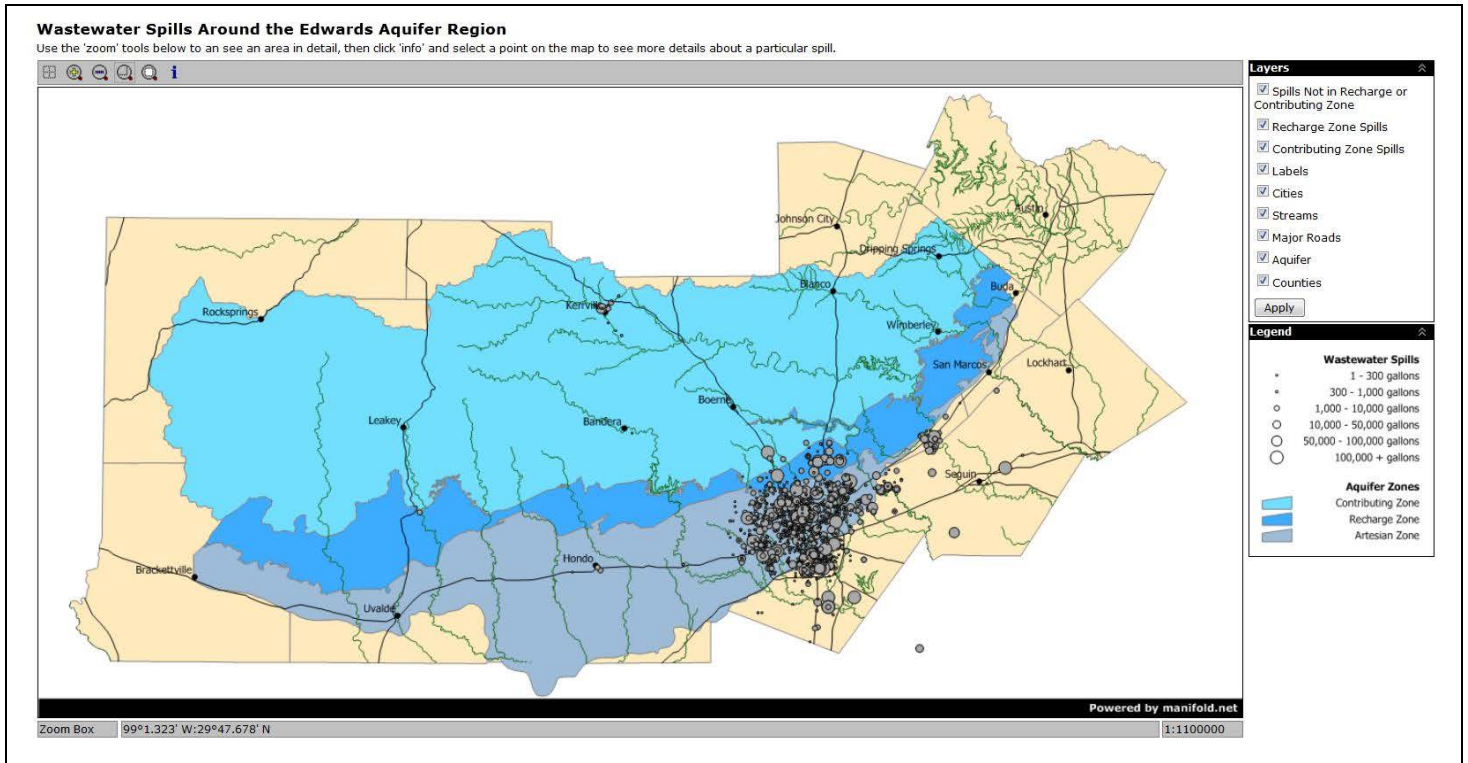 Wastewater Spills Around the Edwards Aquifer Region
Use the 'zoom' tools below to an see an area in detail, then click 'info' and select a point on the map to see more details about a particular spill.
i
Johnson City
Austin
Dripping Springs
Blanco
Buda
Kerrville
Rocksprings
Wimberley
San Marcos
Lockhart
Boerne
Leakey
Bandera
Seguin
Hondo
Brackettville
Uvalde
Powered by manifold.net
Zoom Box
99°1.323' W:29°47.678' N
1:1100000
Layers
Spills Not in Recharge or
Contributing Zone
Recharge Zone Spills
Contributing Zone Spills
Labels
Cities
Streams
Major Roads
Aquifer
Counties
Apply
Legend
Wastewater Spills
1 - 300 gallons
300 - 1,000 gallons
1,000 - 10,000 gallons
10,000 - 50,000 gallons
50,000 - 100,000 gallons
100,000 + gallons
Aquifer Zones
Contributing Zone
Recharge Zone
Artesian Zone